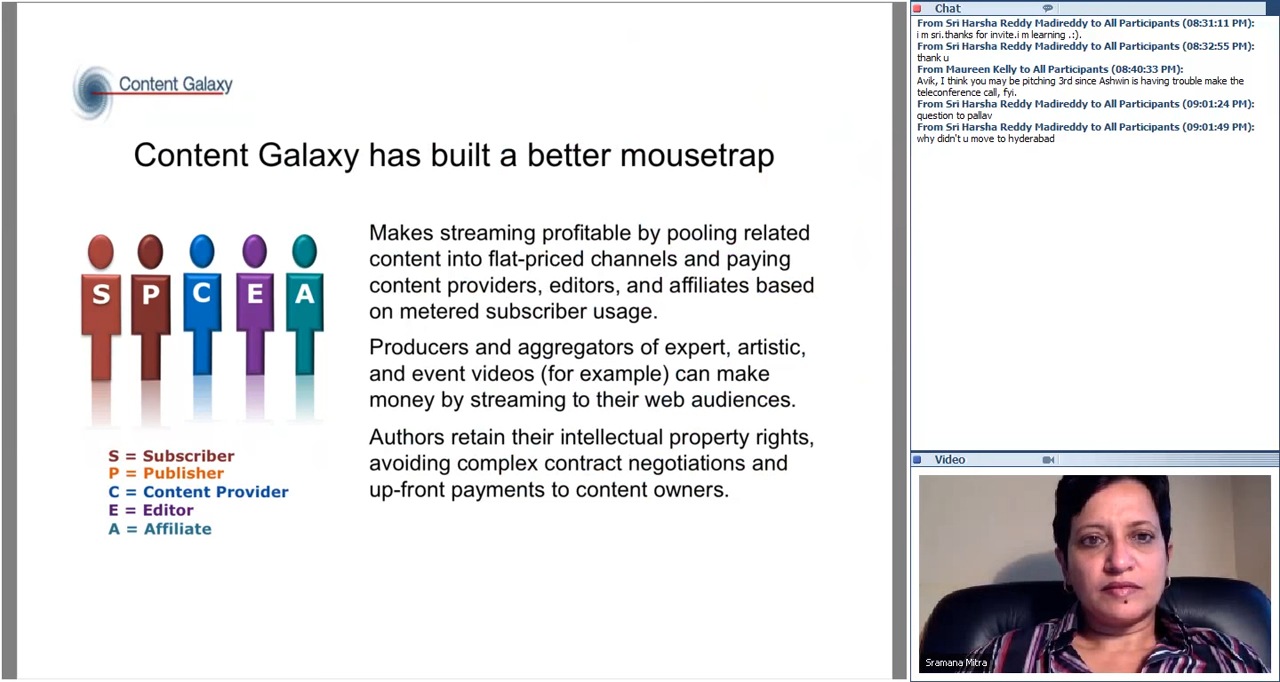 Content Galaxy
Content Galaxy has built a better mousetrap
S P C E A
S = Subscriber
P = Publisher
C = Content Provider
E = Editor
A = Affiliate
Makes streaming profitable by pooling related
content into flat-priced channels and paying
content providers, editors, and affiliates based
on metered subscriber usage.
Producers and aggregators of expert, artistic,
and event videos (for example) can make
money by streaming to their web audiences.
Authors retain their intellectual property rights,
avoiding complex contract negotiations and
up-front payments to content owners.
Chat
From Sri Harsha Reddy Madireddy to All Participants (08:31:11 PM):
i m sri.thanks for invite.i m learning .:).
From Sri Harsha Reddy Madireddy to All Participants (08:32:55 PM):
thank u
From Maureen Kelly to All Participants (08:40:33 PM):
Avik, I think you may be pitching 3rd since Ashwin is having trouble make the
teleconference call, fyi.
From Sri Harsha Reddy Madireddy to All Participants (09:01:24 PM):
question to pallav
From Sri Harsha Reddy Madireddy to All Participants (09:01:49 PM):
why didn't u move to hyderabad
Video
Sramana Mitra